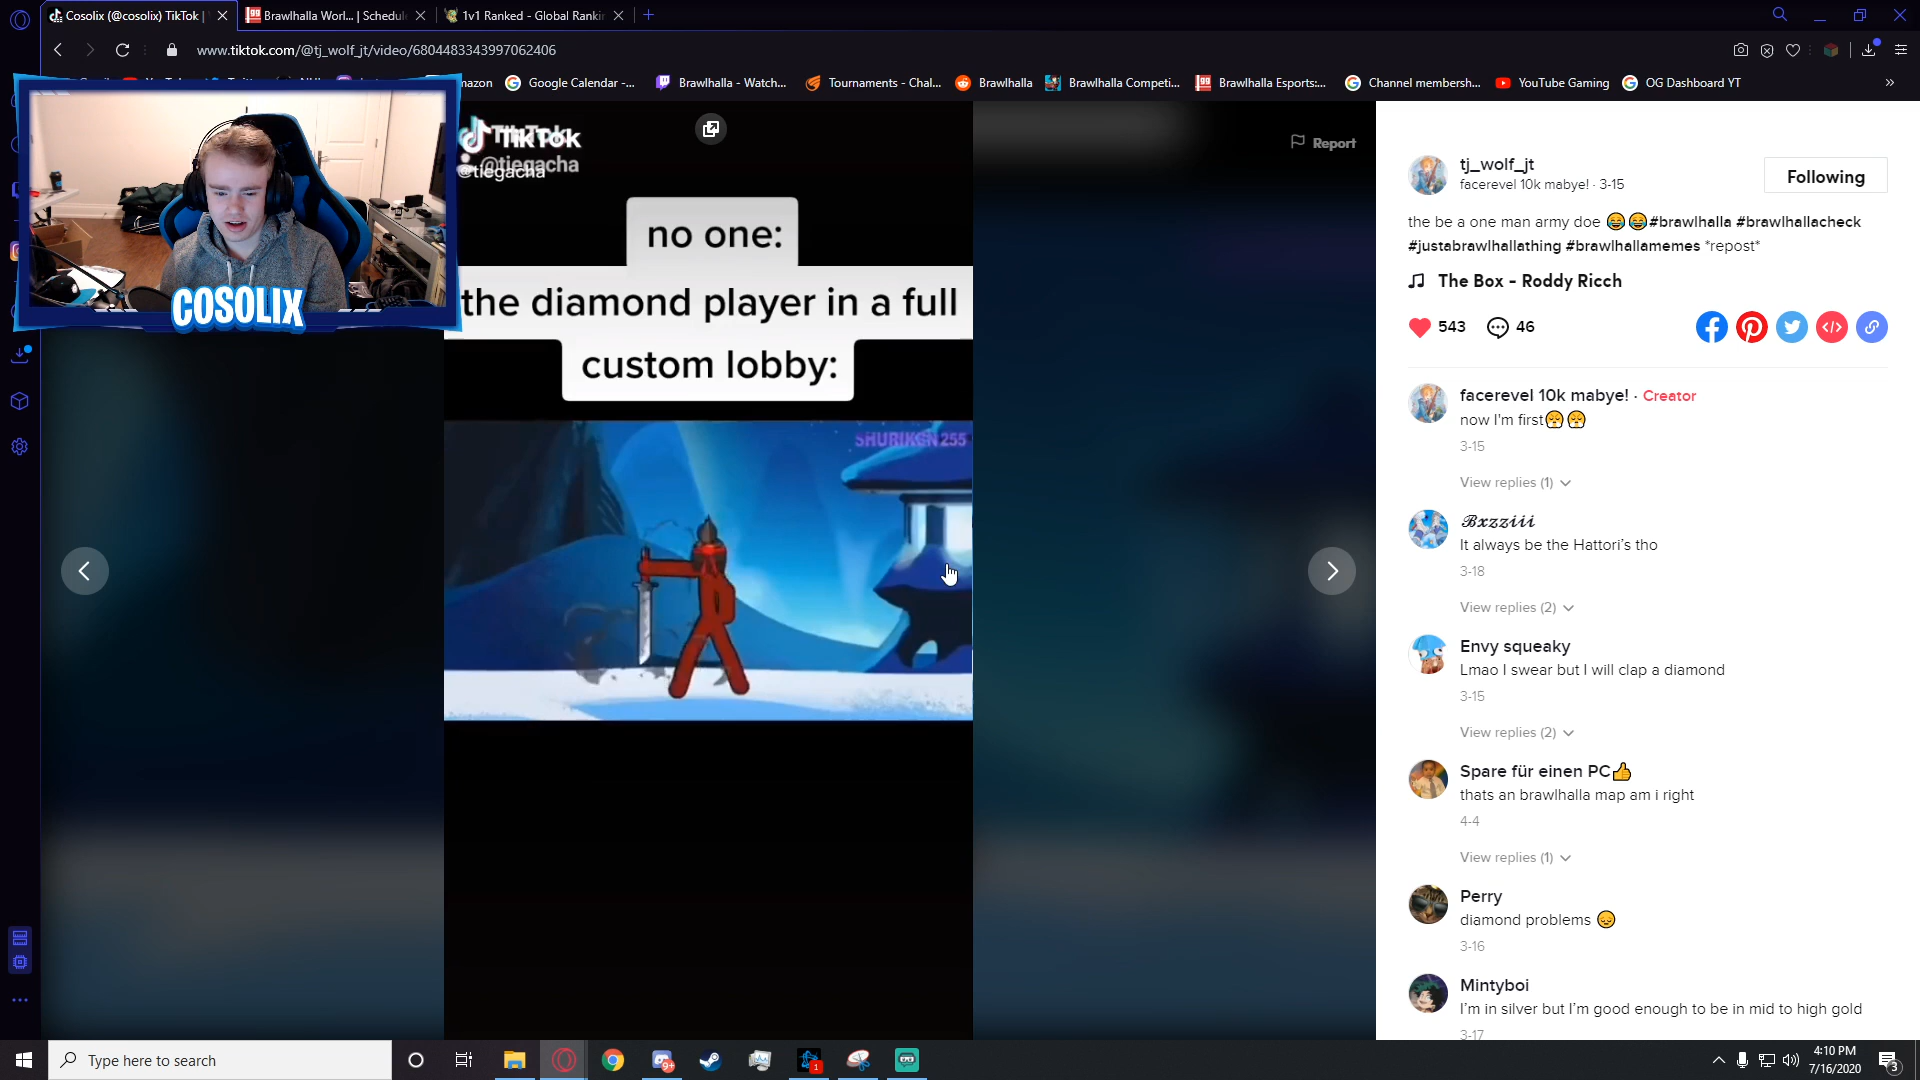 Cosolix (@cosolix) TikTok |
Brawlhalla Worl... | Schedul
1v1 Ranked - Global Rankin
www.tiktok.com/@tj_wolf_jt/video/6804483343997062406
mazon
Google Calendar -...
Brawlhalla - Watch...
Tournaments - Chal...
Brawlhalla
Brawlhalla Competi...
Brawlhalla Esports:...
Channel membersh...
YouTube Gaming
OG Dashboard YT
COSOLIX
TikTok
@tiegacha
@tiegacha
Report
no one:
the diamond player in a full
custom lobby:
SHURIKEN255
tj_wolf_jt
facerevel 10k mabye! · 3-15
Following
the be a one man army doe 😂😂#brawlhalla #brawlhallacheck
#justabrawlhallathing #brawlhallamemes *repost*
The Box - Roddy Ricch
543
46
facerevel 10k mabye! · Creator
now I'm first😤😤
3-15
View replies (1)
ℬ𝓍𝓏𝓏𝒾𝒾𝒾
It always be the Hattori's tho
3-18
View replies (2)
Envy squeaky
Lmao I swear but I will clap a diamond
3-15
View replies (2)
Spare für einen PC👍
thats an brawlhalla map am i right
4-4
View replies (1)
Perry
diamond problems 😔
3-16
Mintyboi
I'm in silver but I'm good enough to be in mid to high gold
3-17
Type here to search
9+
1
4:10 PM
7/16/2020
3